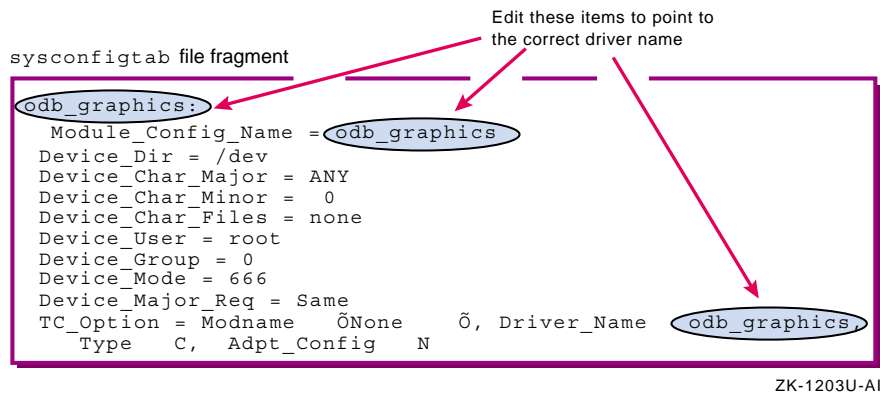 Edit these items to point to
the correct driver name
sysconfigtab file fragment
odb_graphics:
Module_Config_Name = odb_graphics
Device_Dir = /dev
Device_Char_Major = ANY
Device_Char_Minor = 0
Device_Char_Files = none
Device_User = root
Device_Group = 0
Device_Mode = 666
Device_Major_Req = Same
TC_Option = Modname ÕNone Õ, Driver_Name odb_graphics,
Type C, Adpt_Config N
ZK-1203U-AI